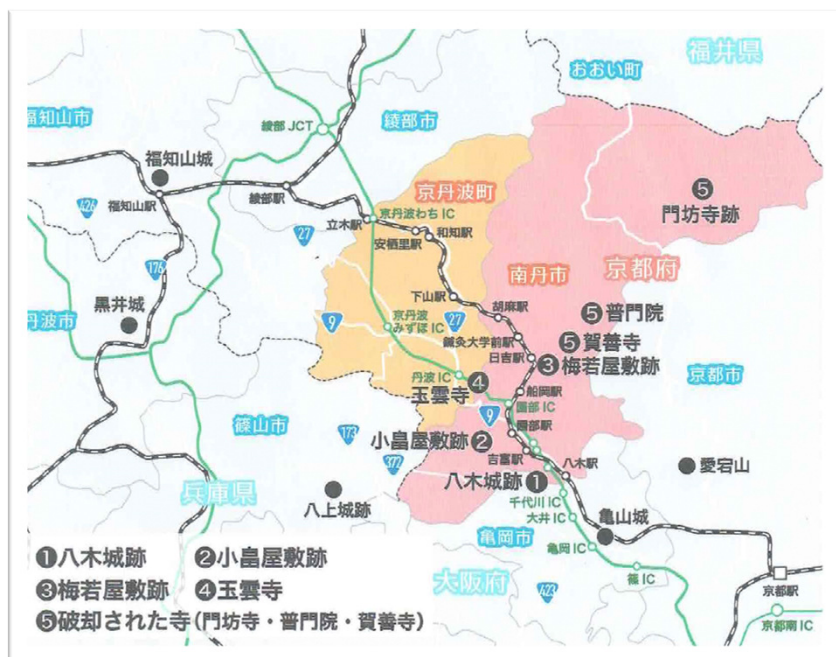 福井県
おおい町
福知山市
綾部JCT
綾部市
福知山城
京丹波町
❺
門坊寺跡
426
福知山駅
綾部駅
立木駅
京丹波わちIC
安栖里駅
和知駅
27
南丹市
京都府
176
下山駅
黒井城
丹波市
胡麻駅
❺普門院
9
京丹波
みずほIC
27
鍼灸大学前駅
❺賀善寺
日吉駅
❸梅若屋敷跡
丹波IC
❹
玉雲寺
京都市
船岡駅
園部IC
9
園部駅
篠山市
173
小畠屋敷跡❷
372
吉富駅
八木駅
愛宕山
八木城跡❶
兵庫県
八上城跡
千代川IC
大井IC
亀山城
亀岡市
亀岡IC
大阪府
篠IC
423
京都駅
京都南IC
❶八木城跡 ❷小畠屋敷跡
❸梅若屋敷跡 ❹玉雲寺
❺破却された寺(門坊寺・普門院・賀善寺)